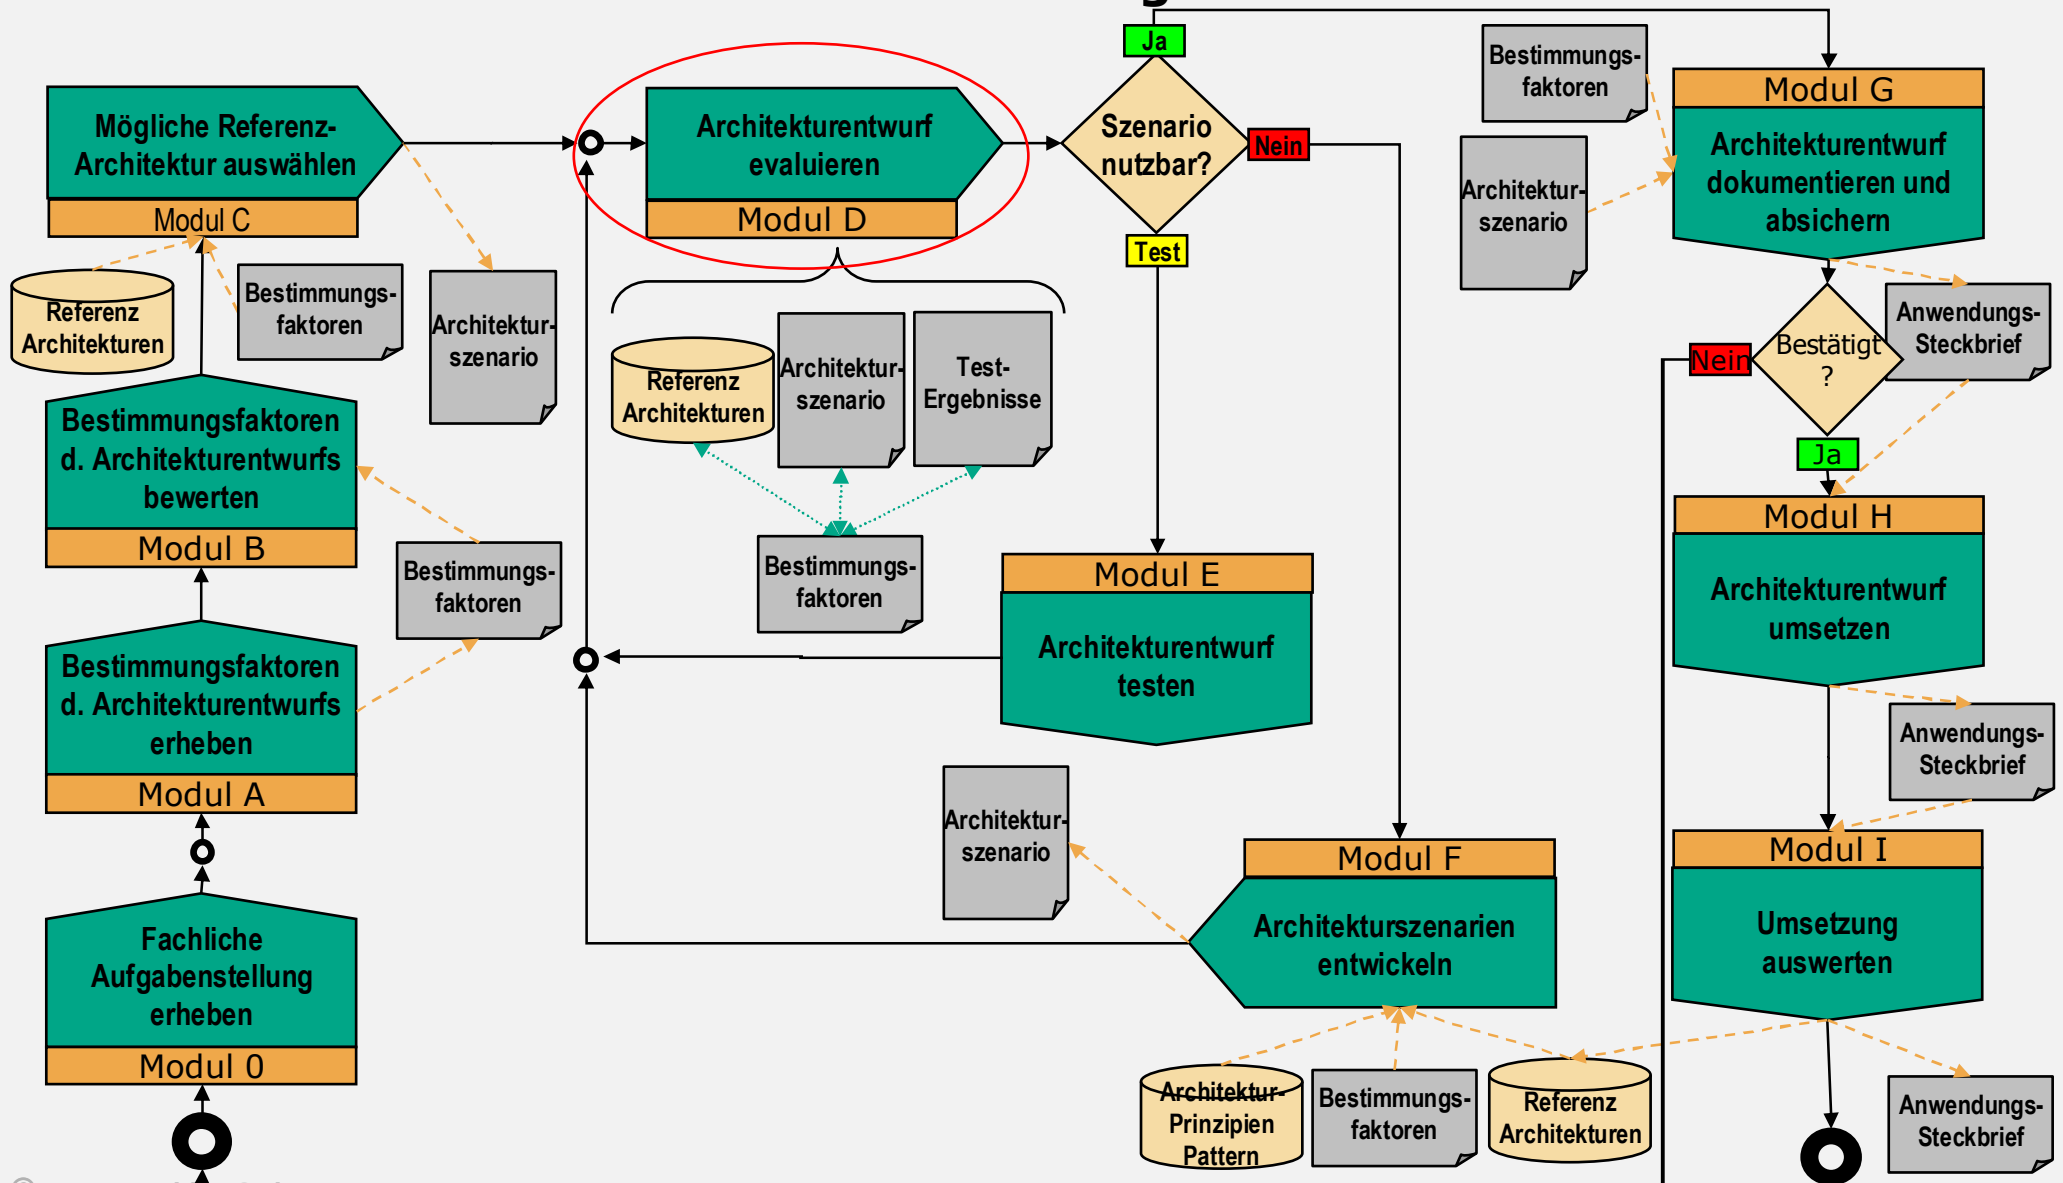 Mögliche Referenz-
Architektur auswählen
Modul C
Referenz
Architekturen
Bestimmungs-
faktoren
Architektur-
szenario
Bestimmungsfaktoren
d. Architekturentwurfs
bewerten
Modul B
Bestimmungs-
faktoren
Bestimmungsfaktoren
d. Architekturentwurfs
erheben
Modul A
Fachliche
Aufgabenstellung
erheben
Modul 0
Architekturentwurf
evaluieren
Modul D
Referenz
Architekturen
Architektur-
szenario
Test-
Ergebnisse
Bestimmungs-
faktoren
Ja
Szenario
nutzbar?
Nein
Test
Modul E
Architekturentwurf
testen
Architektur-
szenario
Modul F
Architekturszenarien
entwickeln
Architektur-
Prinzipien
Pattern
Bestimmungs-
faktoren
Referenz
Architekturen
Bestimmungs-
faktoren
Architektur-
szenario
Modul G
Architekturentwurf
dokumentieren und
absichern
Anwendungs-
Steckbrief
Nein
Bestätigt
?
Ja
Modul H
Architekturentwurf
umsetzen
Anwendungs-
Steckbrief
Modul I
Umsetzung
auswerten
Anwendungs-
Steckbrief